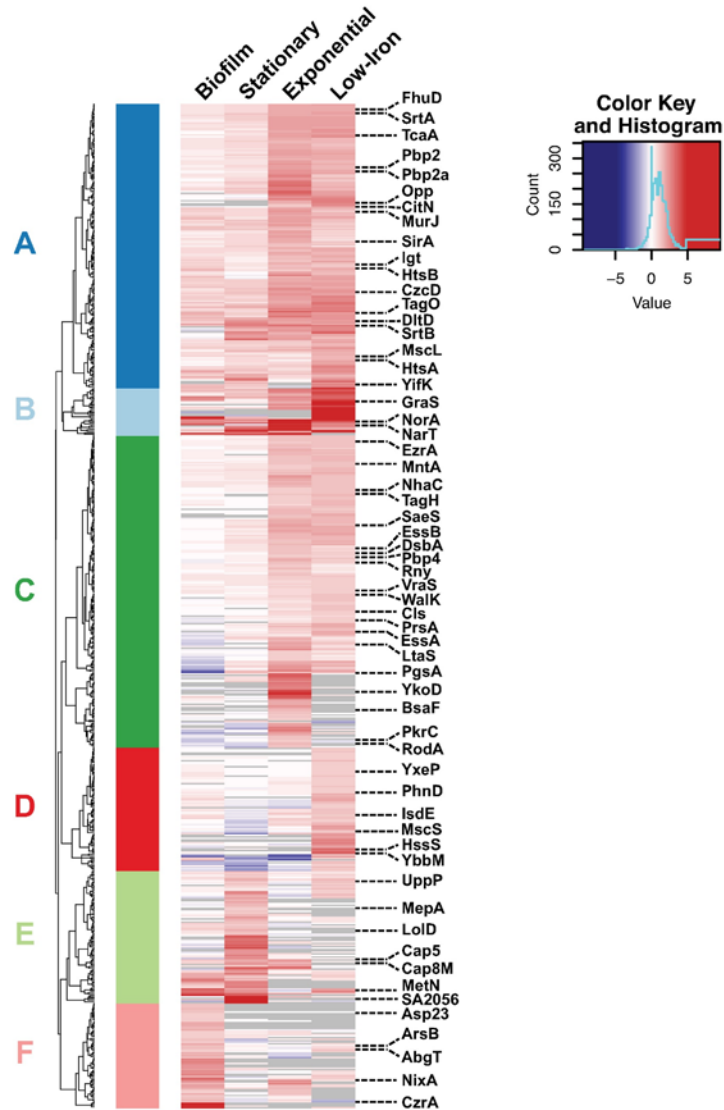 Biofilm
Stationary
Exponential
Low-Iron
FhuD
SrtA
TcaA
Pbp2
Pbp2a
Opp
CitN
MurJ
SirA
Igt
HtsB
CzcD
TagO
DltD
SrtB
MscL
HtsA
YifK
GraS
NorA
NarT
EzrA
MntA
NhaC
TagH
SaeS
EssB
DsbA
Pbp4
Rny
VraS
WalK
Cls
PrsA
EssA
LtaS
PgsA
YkoD
BsaF
PkrC
RodA
YxeP
PhnD
IsdE
MscS
HssS
YbbM
UppP
MepA
LolD
Cap5
Cap8M
MetN
SA2056
Asp23
ArsB
AbgT
NixA
CzrA
A
B
C
D
E
F
Color Key
and Histogram
Count
0 150 300
-5 0 5
Value